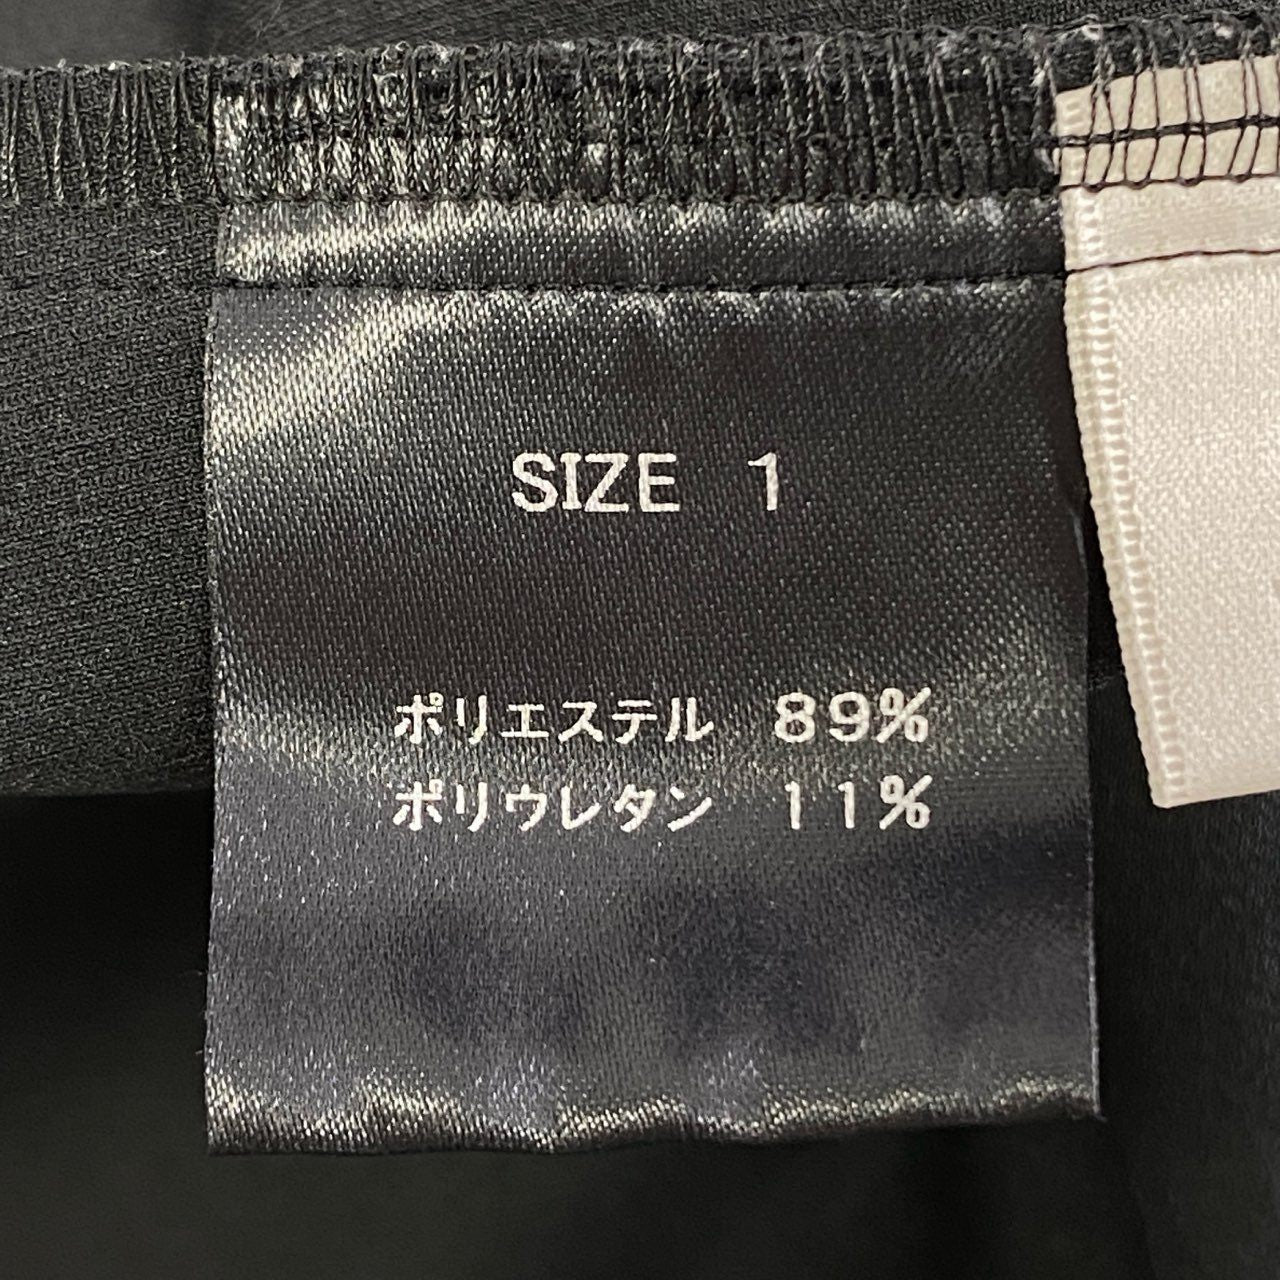 SIZE 1
ポリエステル 89%
ポリウレタン 11%